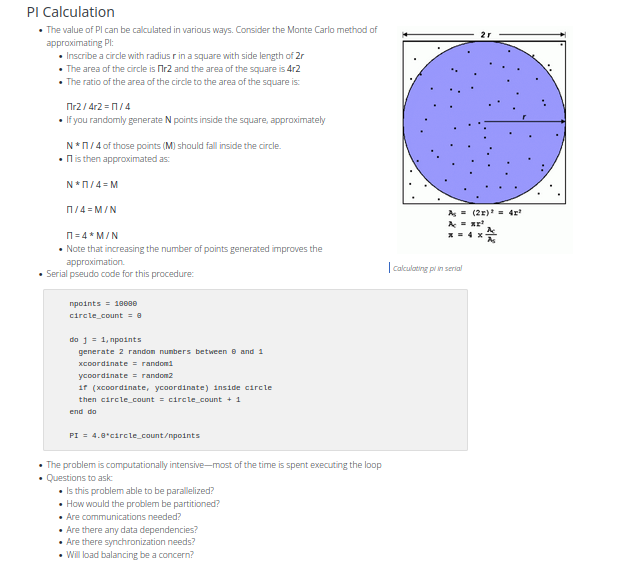 PI Calculation
• The value of PI can be calculated in various ways. Consider the Monte Carlo method of
approximating PI:
• Inscribe a circle with radius r in a square with side length of 2r
• The area of the circle is Πr2 and the area of the square is 4r2
• The ratio of the area of the circle to the area of the square is:
Πr2 / 4r2 = Π / 4
• If you randomly generate N points inside the square, approximately
N * Π / 4 of those points (M) should fall inside the circle.
• Π is then approximated as:
N * Π / 4 = M
Π / 4 = M / N
Π = 4 * M / N
• Note that increasing the number of points generated improves the
approximation.
• Serial pseudo code for this procedure:
2 r
r
A_S = (2r)² = 4r²
A_C = πr²
π = 4 × A_C / A_S
Calculating pi in serial
npoints = 10000
circle_count = 0
do j = 1,npoints
generate 2 random numbers between 0 and 1
xcoordinate = random1
ycoordinate = random2
if (xcoordinate, ycoordinate) inside circle
then circle_count = circle_count + 1
end do
PI = 4.0*circle_count/npoints
• The problem is computationally intensive—most of the time is spent executing the loop
• Questions to ask:
• Is this problem able to be parallelized?
• How would the problem be partitioned?
• Are communications needed?
• Are there any data dependencies?
• Are there synchronization needs?
• Will load balancing be a concern?